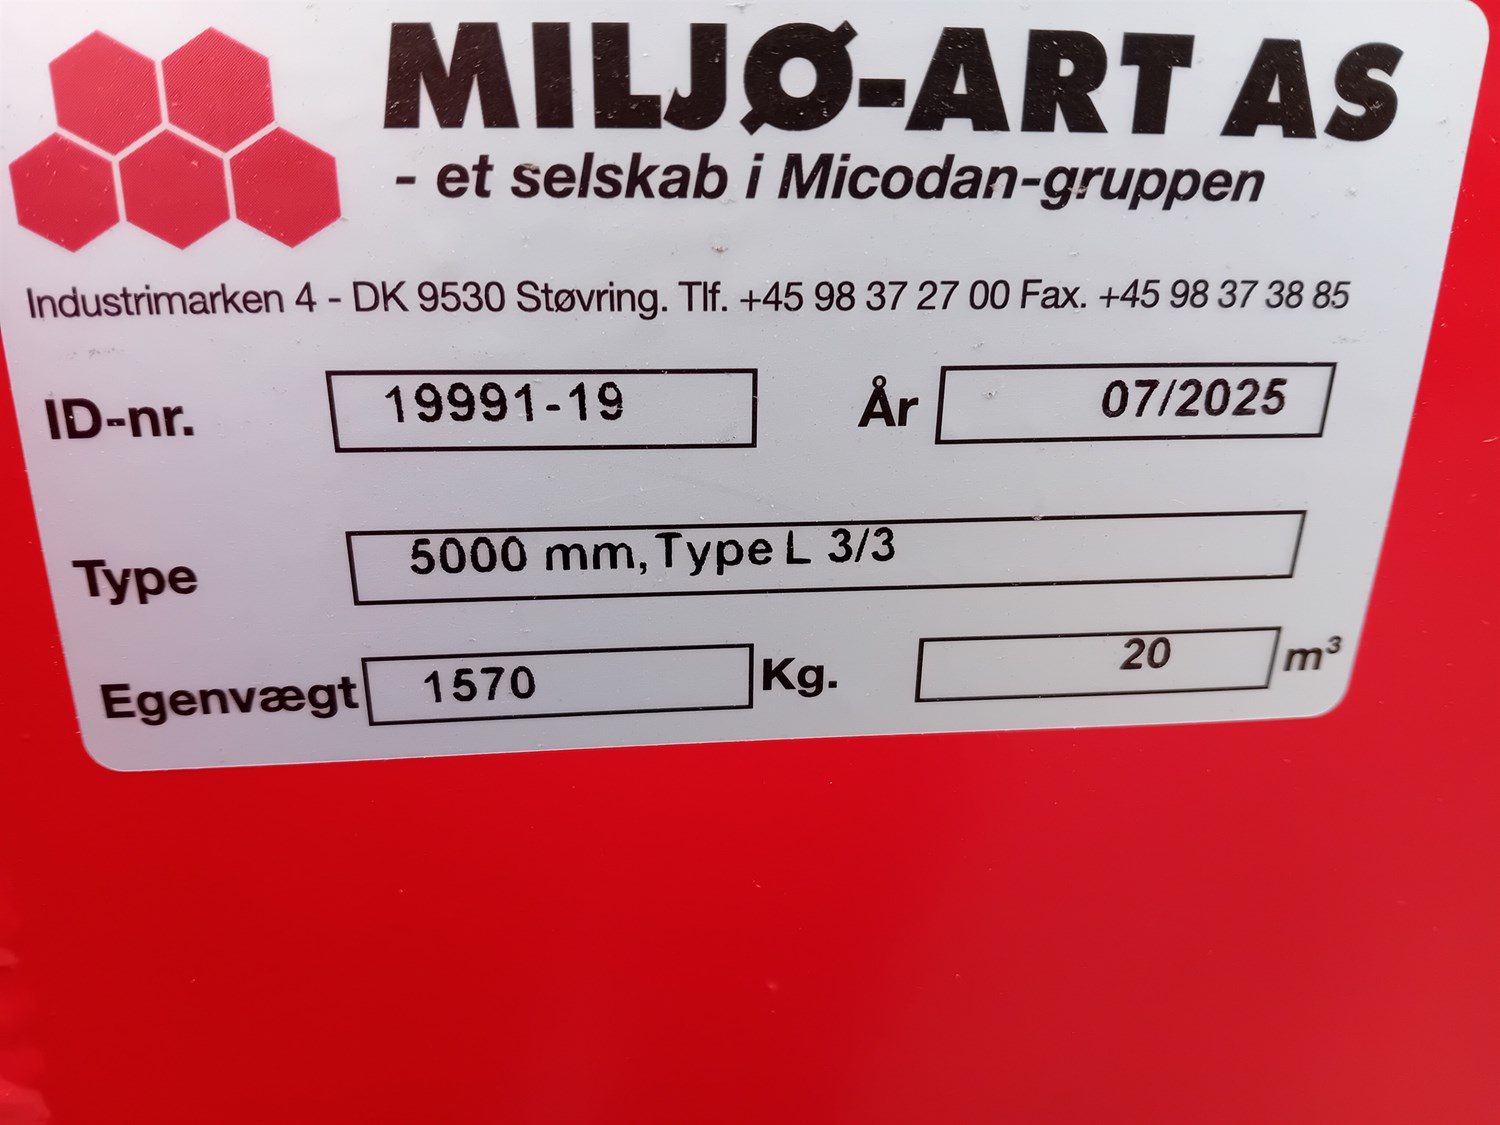 MILJØ-ART AS
- et selskab i Micodan-gruppen
Industrimarken 4 - DK 9530 Støvring. Tlf. +45 98 37 27 00 Fax. +45 98 37 38 85
ID-nr. 19991-19 År 07/2025
Type 5000 mm, Type L 3/3
Egenvægt 1570 Kg. 20 m³